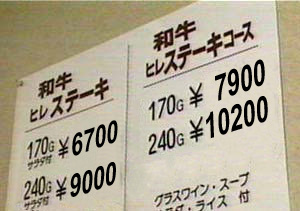 和牛
ヒレステーキ
170G ¥6700
サラダ付
240G ¥9000
サラダ付
和牛
ヒレステーキコース
170G ¥7900
240G ¥10200
グラスワイン・スープ
ライス 付